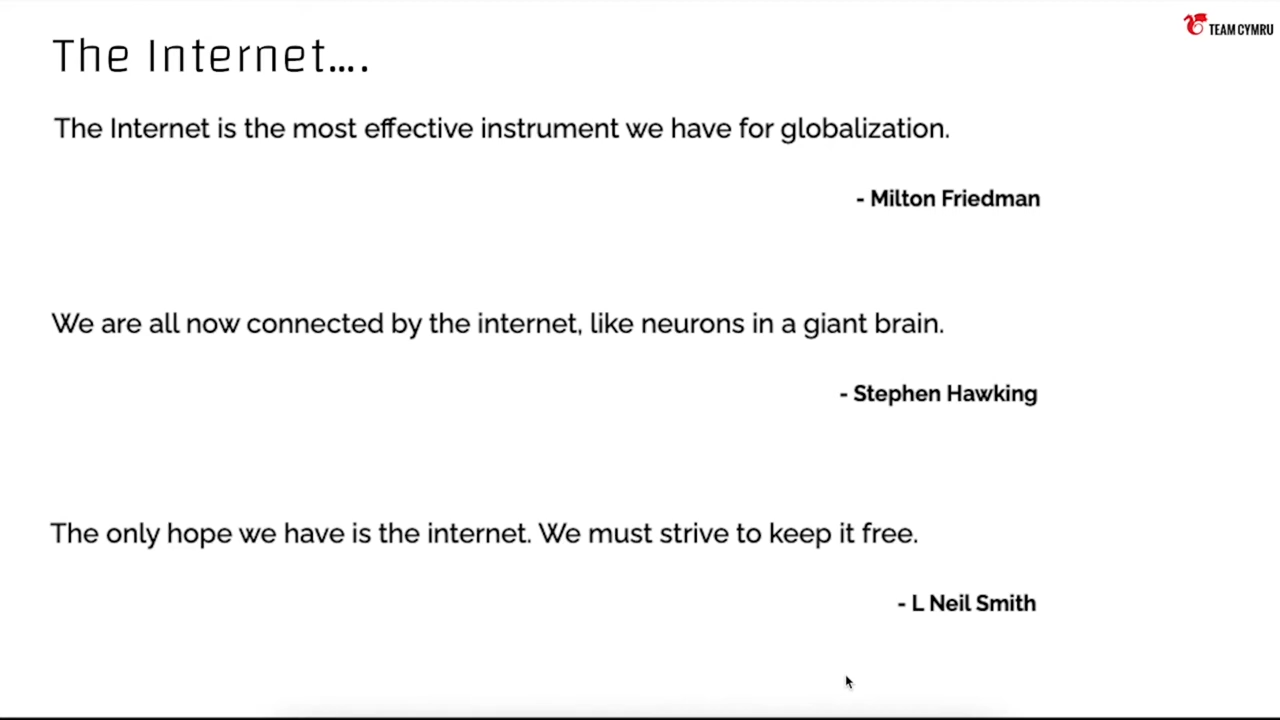 TEAM CYMRU
The Internet….
The Internet is the most effective instrument we have for globalization.
- Milton Friedman
We are all now connected by the internet, like neurons in a giant brain.
- Stephen Hawking
The only hope we have is the internet. We must strive to keep it free.
- L Neil Smith